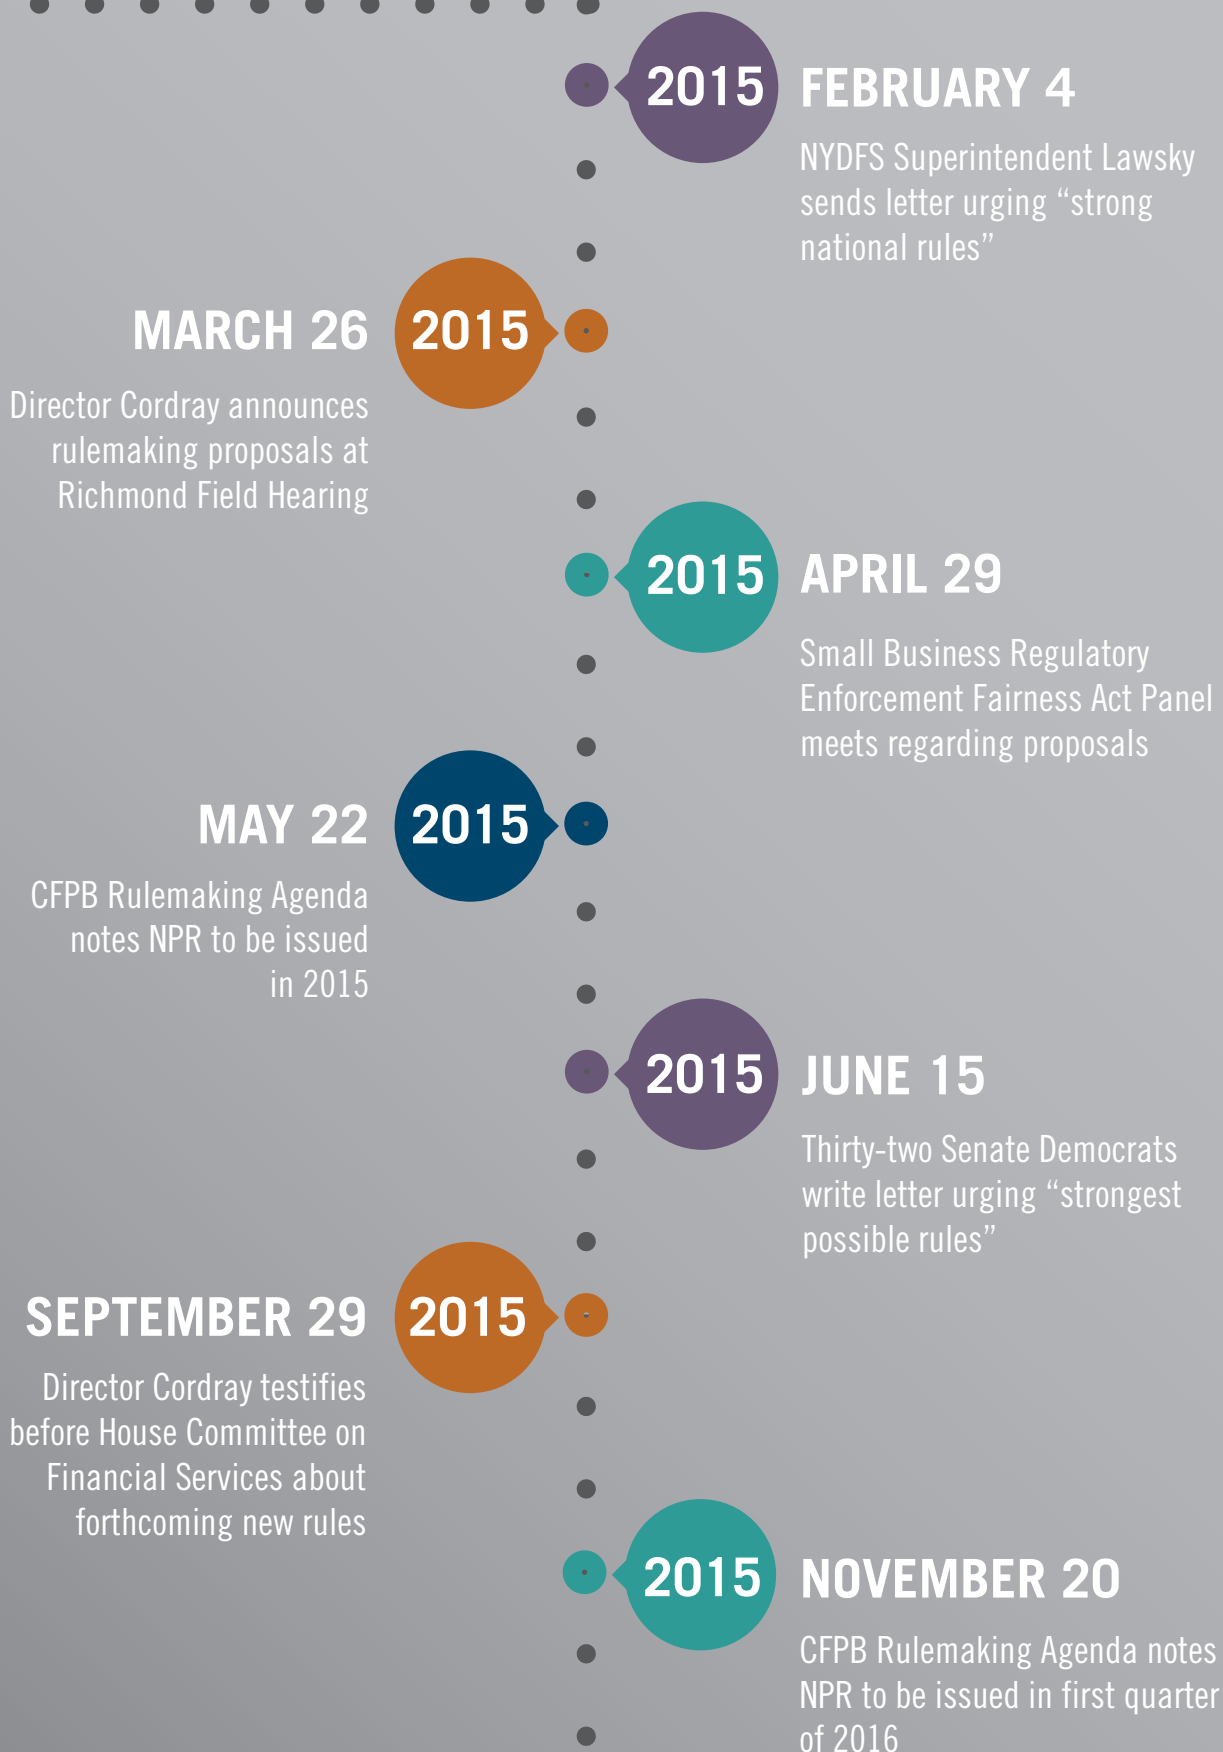 2015 FEBRUARY 4
NYDFS Superintendent Lawsky
sends letter urging “strong
national rules”
MARCH 26 2015
Director Cordray announces
rulemaking proposals at
Richmond Field Hearing
2015 APRIL 29
Small Business Regulatory
Enforcement Fairness Act Panel
meets regarding proposals
MAY 22 2015
CFPB Rulemaking Agenda
notes NPR to be issued
in 2015
2015 JUNE 15
Thirty-two Senate Democrats
write letter urging “strongest
possible rules”
SEPTEMBER 29 2015
Director Cordray testifies
before House Committee on
Financial Services about
forthcoming new rules
2015 NOVEMBER 20
CFPB Rulemaking Agenda notes
NPR to be issued in first quarter
of 2016